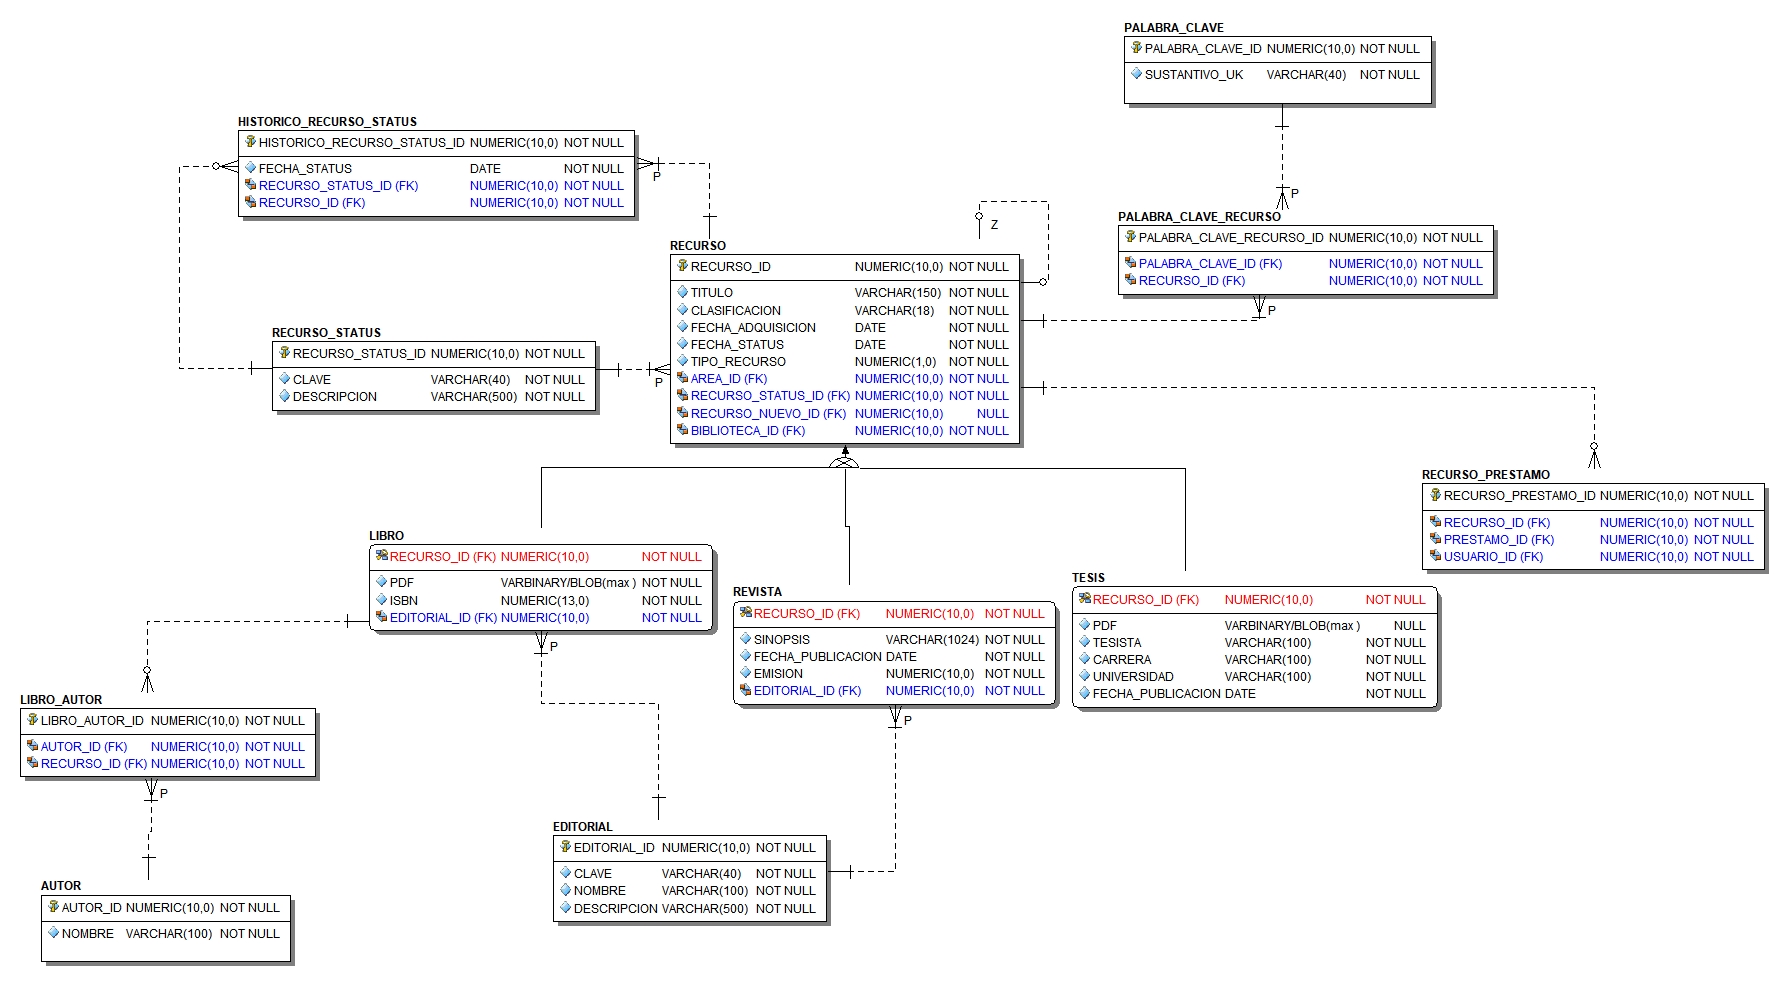 PALABRA_CLAVE
PALABRA_CLAVE_ID NUMERIC(10,0) NOT NULL
SUSTANTIVO_UK VARCHAR(40) NOT NULL
HISTORICO_RECURSO_STATUS
HISTORICO_RECURSO_STATUS_ID NUMERIC(10,0) NOT NULL
FECHA_STATUS DATE NOT NULL
RECURSO_STATUS_ID (FK) NUMERIC(10,0) NOT NULL
RECURSO_ID (FK) NUMERIC(10,0) NOT NULL
P
P
Z
PALABRA_CLAVE_RECURSO
PALABRA_CLAVE_RECURSO_ID NUMERIC(10,0) NOT NULL
PALABRA_CLAVE_ID (FK) NUMERIC(10,0) NOT NULL
RECURSO_ID (FK) NUMERIC(10,0) NOT NULL
P
RECURSO
RECURSO_ID NUMERIC(10,0) NOT NULL
TITULO VARCHAR(150) NOT NULL
CLASIFICACION VARCHAR(18) NOT NULL
FECHA_ADQUISICION DATE NOT NULL
FECHA_STATUS DATE NOT NULL
TIPO_RECURSO NUMERIC(1,0) NOT NULL
AREA_ID (FK) NUMERIC(10,0) NOT NULL
RECURSO_STATUS_ID (FK) NUMERIC(10,0) NOT NULL
RECURSO_NUEVO_ID (FK) NUMERIC(10,0) NULL
BIBLIOTECA_ID (FK) NUMERIC(10,0) NOT NULL
RECURSO_STATUS
RECURSO_STATUS_ID NUMERIC(10,0) NOT NULL
CLAVE VARCHAR(40) NOT NULL
DESCRIPCION VARCHAR(500) NOT NULL
P
RECURSO_PRESTAMO
RECURSO_PRESTAMO_ID NUMERIC(10,0) NOT NULL
RECURSO_ID (FK) NUMERIC(10,0) NOT NULL
PRESTAMO_ID (FK) NUMERIC(10,0) NOT NULL
USUARIO_ID (FK) NUMERIC(10,0) NOT NULL
LIBRO
RECURSO_ID (FK) NUMERIC(10,0) NOT NULL
PDF VARBINARY/BLOB(max ) NOT NULL
ISBN NUMERIC(13,0) NOT NULL
EDITORIAL_ID (FK) NUMERIC(10,0) NOT NULL
P
REVISTA
RECURSO_ID (FK) NUMERIC(10,0) NOT NULL
SINOPSIS VARCHAR(1024) NOT NULL
FECHA_PUBLICACION DATE NOT NULL
EMISION NUMERIC(10,0) NOT NULL
EDITORIAL_ID (FK) NUMERIC(10,0) NOT NULL
P
TESIS
RECURSO_ID (FK) NUMERIC(10,0) NOT NULL
PDF VARBINARY/BLOB(max ) NULL
TESISTA VARCHAR(100) NOT NULL
CARRERA VARCHAR(100) NOT NULL
UNIVERSIDAD VARCHAR(100) NOT NULL
FECHA_PUBLICACION DATE NOT NULL
LIBRO_AUTOR
LIBRO_AUTOR_ID NUMERIC(10,0) NOT NULL
AUTOR_ID (FK) NUMERIC(10,0) NOT NULL
RECURSO_ID (FK) NUMERIC(10,0) NOT NULL
P
EDITORIAL
EDITORIAL_ID NUMERIC(10,0) NOT NULL
CLAVE VARCHAR(40) NOT NULL
NOMBRE VARCHAR(100) NOT NULL
DESCRIPCION VARCHAR(500) NOT NULL
AUTOR
AUTOR_ID NUMERIC(10,0) NOT NULL
NOMBRE VARCHAR(100) NOT NULL